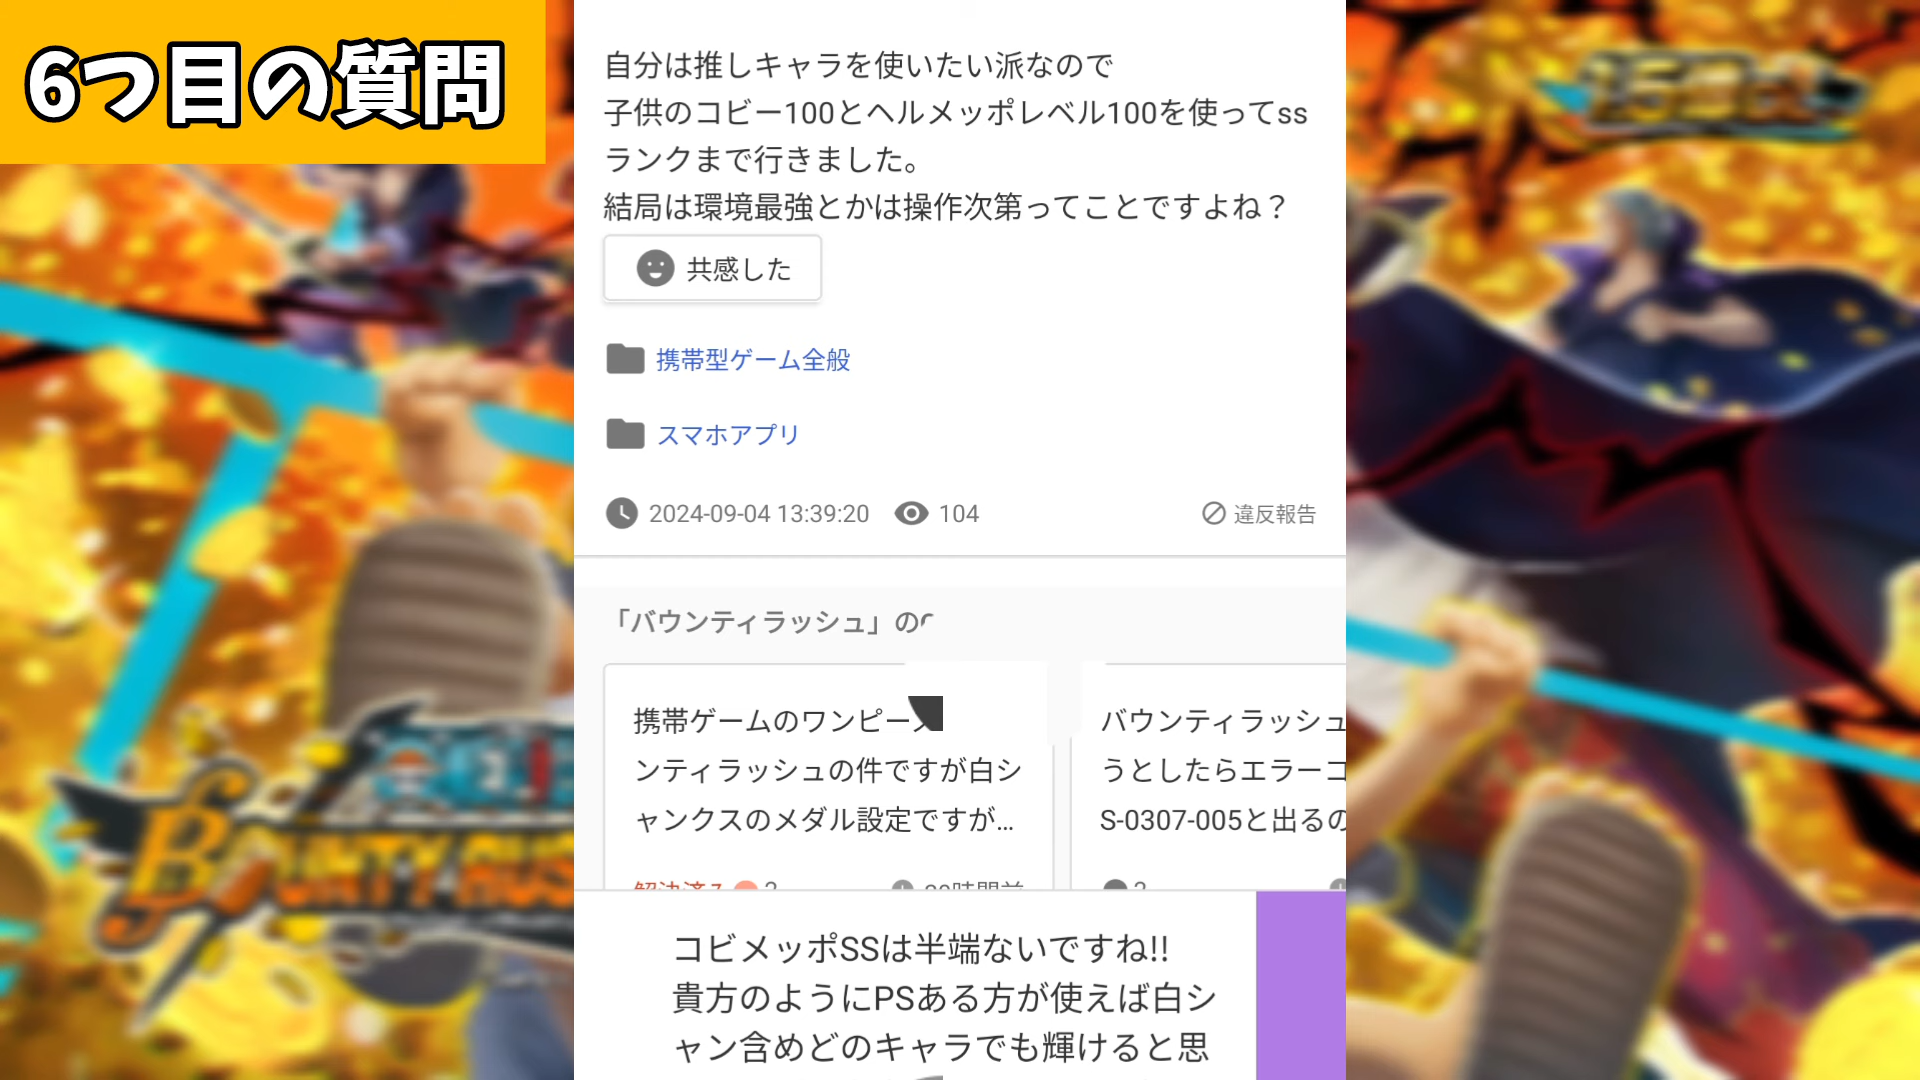 6つ目の質問
自分は推しキャラを使いたい派なので
子供のコビー100とヘルメッポレベル100を使ってss
ランクまで行きました。
結局は環境最強とかは操作次第ってことですよね？
共感した
携帯型ゲーム全般
スマホアプリ
2024-09-04 13:39:20 104 違反報告
「バウンティラッシュ」の
携帯ゲームのワンピース
ンティラッシュの件ですが白シ
ャンクスのメダル設定ですが...
バウンティラッシュ
うとしたらエラーコ
S-0307-005と出るの
コビメッポSSは半端ないですね!!
貴方のようにPSある方が使えば白シ
ャン含めどのキャラでも輝けると思
BOUNTY RUS